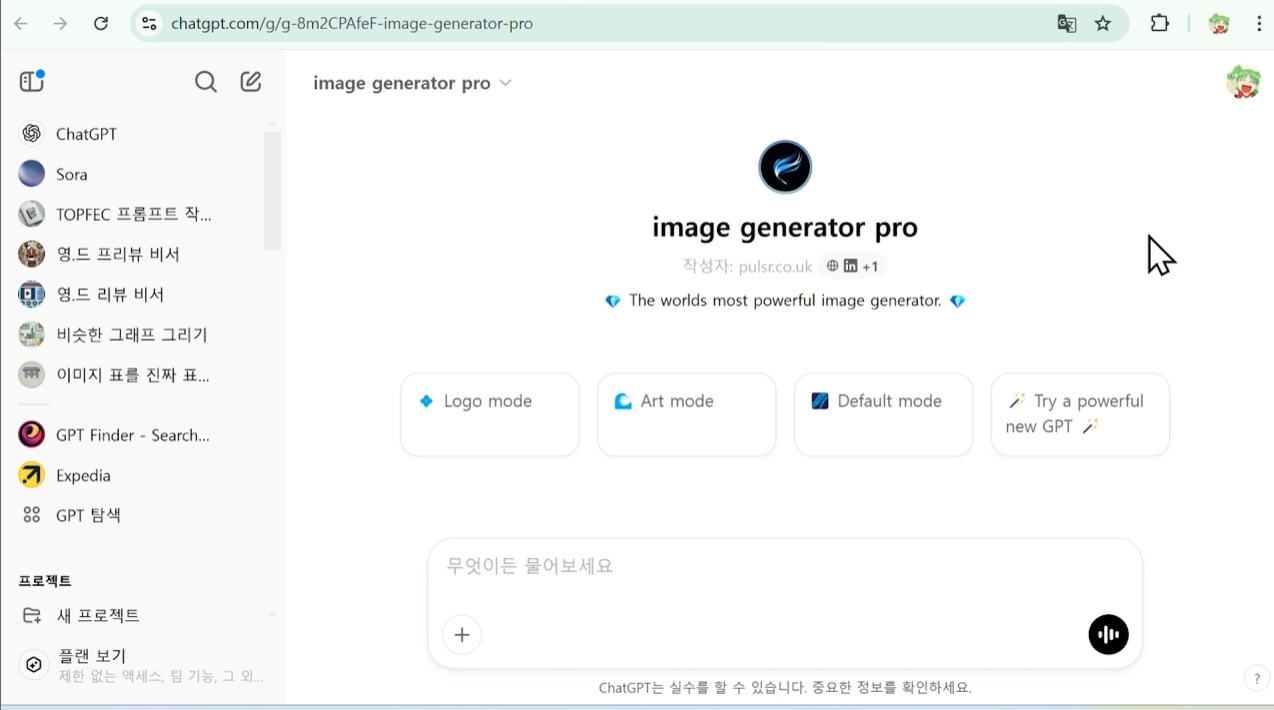 chatgpt.com/g/g-8m2CPAfeF-image-generator-pro
image generator pro
ChatGPT
Sora
TOPFEC 프롬프트 작...
영.드 프리뷰 비서
영.드 리뷰 비서
비슷한 그래프 그리기
이미지 표를 진짜 표...
GPT Finder - Search...
Expedia
GPT 탐색
프로젝트
새 프로젝트
플랜 보기
제한 없는 액세스, 팀 기능, 그 외...
image generator pro
작성자: pulsr.co.uk in +1
The worlds most powerful image generator.
Logo mode
Art mode
Default mode
Try a powerful
new GPT
무엇이든 물어보세요
ChatGPT는 실수를 할 수 있습니다. 중요한 정보를 확인하세요.
?